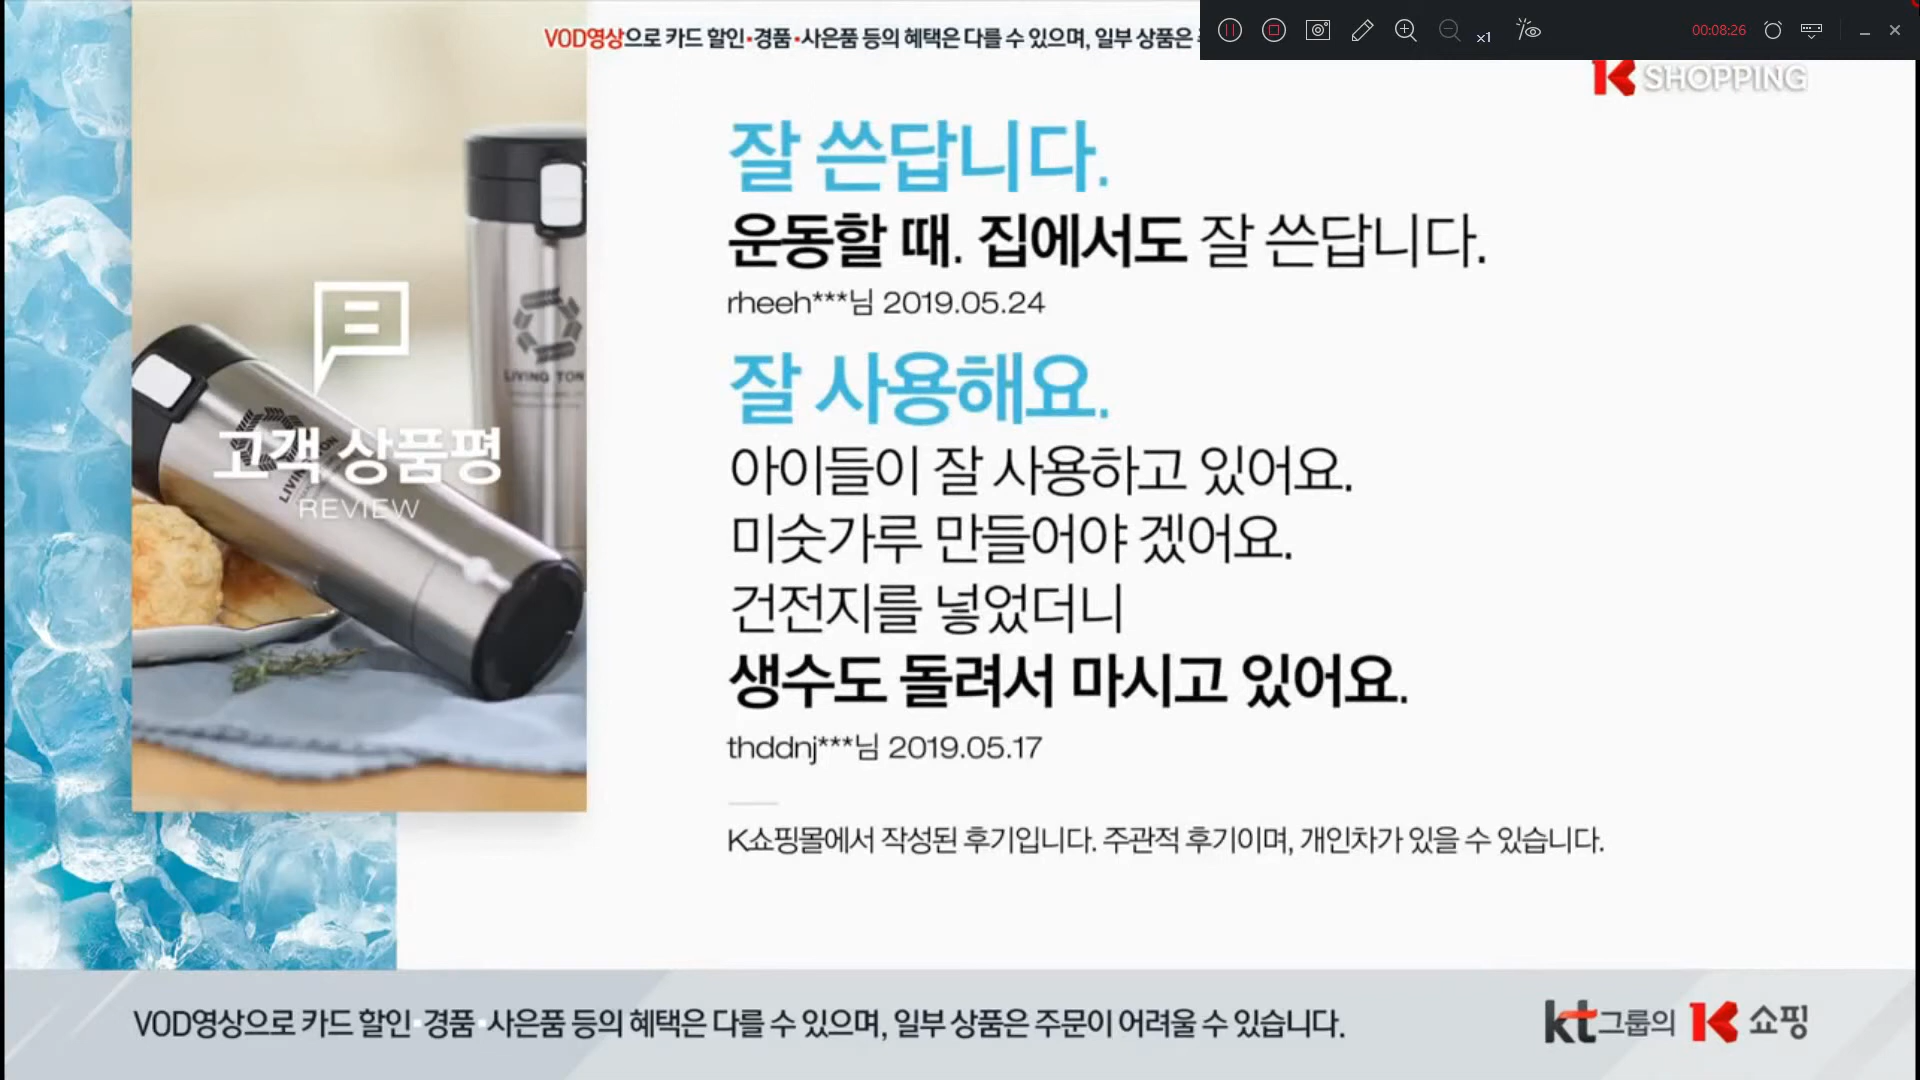 VOD영상으로 카드 할인·경품·사은품 등의 혜택은 다를 수 있으며, 일부 상품은
x1
00:08:26
K SHOPPING
잘 쓴답니다.
운동할 때. 집에서도 잘 쓴답니다.
rheeh***님 2019.05.24
잘 사용해요.
아이들이 잘 사용하고 있어요.
미숫가루 만들어야 겠어요.
건전지를 넣었더니
생수도 돌려서 마시고 있어요.
thddnj***님 2019.05.17
K쇼핑몰에서 작성된 후기입니다. 주관적 후기이며, 개인차가 있을 수 있습니다.
LIVING TON
LIVING TON
고객 상품평
REVIEW
VOD영상으로 카드 할인·경품·사은품 등의 혜택은 다를 수 있으며, 일부 상품은 주문이 어려울 수 있습니다.
kt그룹의 K 쇼핑